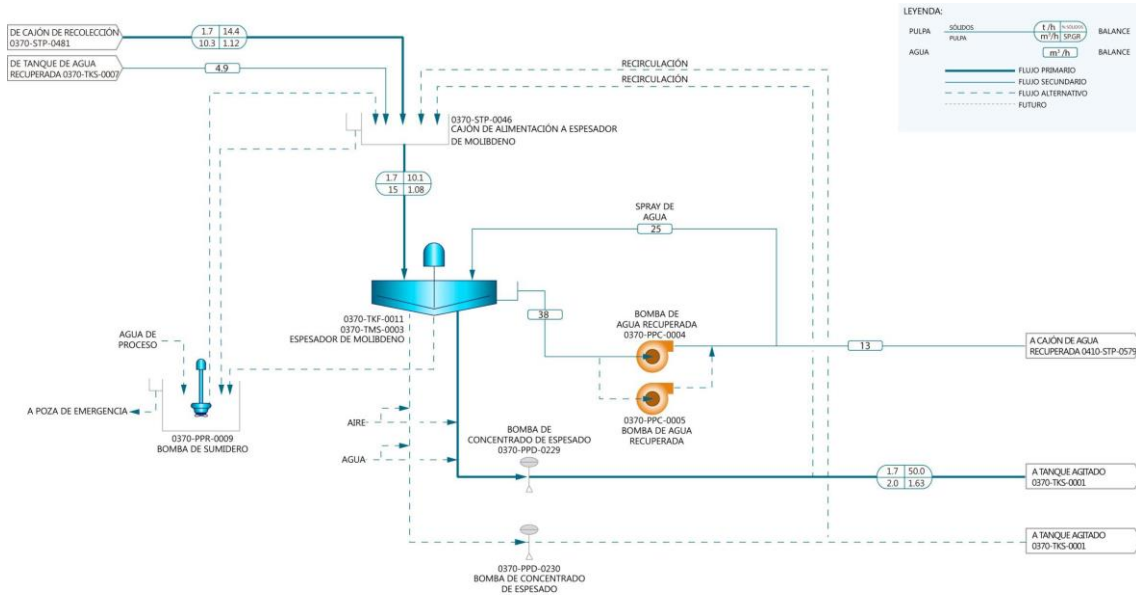 DE CAJÓN DE RECOLECCIÓN
0370-STP-0481
1.7 14.4
10.3 1.12
DE TANQUE DE AGUA
RECUPERADA 0370-TKS-0007
4.9
RECIRCULACIÓN
RECIRCULACIÓN
LEYENDA:
PULPA
SÓLIDOS
PULPA
t/h % SÓLIDOS
m³/h SP.GR.
BALANCE
AGUA
m³/h
BALANCE
FLUJO PRIMARIO
FLUJO SECUNDARIO
FLUJO ALTERNATIVO
FUTURO
0370-STP-0046
CAJÓN DE ALIMENTACIÓN A ESPESADOR
DE MOLIBDENO
1.7 10.1
15 1.08
SPRAY DE
AGUA
25
0370-TKF-0011
0370-TMS-0003
ESPESADOR DE MOLIBDENO
38
BOMBA DE
AGUA RECUPERADA
0370-PPC-0004
13
A CAJÓN DE AGUA
RECUPERADA 0410-STP-0579
AGUA DE
PROCESO
0370-PPC-0005
BOMBA DE AGUA
RECUPERADA
A POZA DE EMERGENCIA
0370-PPR-0009
BOMBA DE SUMIDERO
AIRE
AGUA
BOMBA DE
CONCENTRADO DE ESPESADO
0370-PPD-0229
1.7 50.0
2.0 1.63
A TANQUE AGITADO
0370-TKS-0001
0370-PPD-0230
BOMBA DE CONCENTRADO
DE ESPESADO
A TANQUE AGITADO
0370-TKS-0001